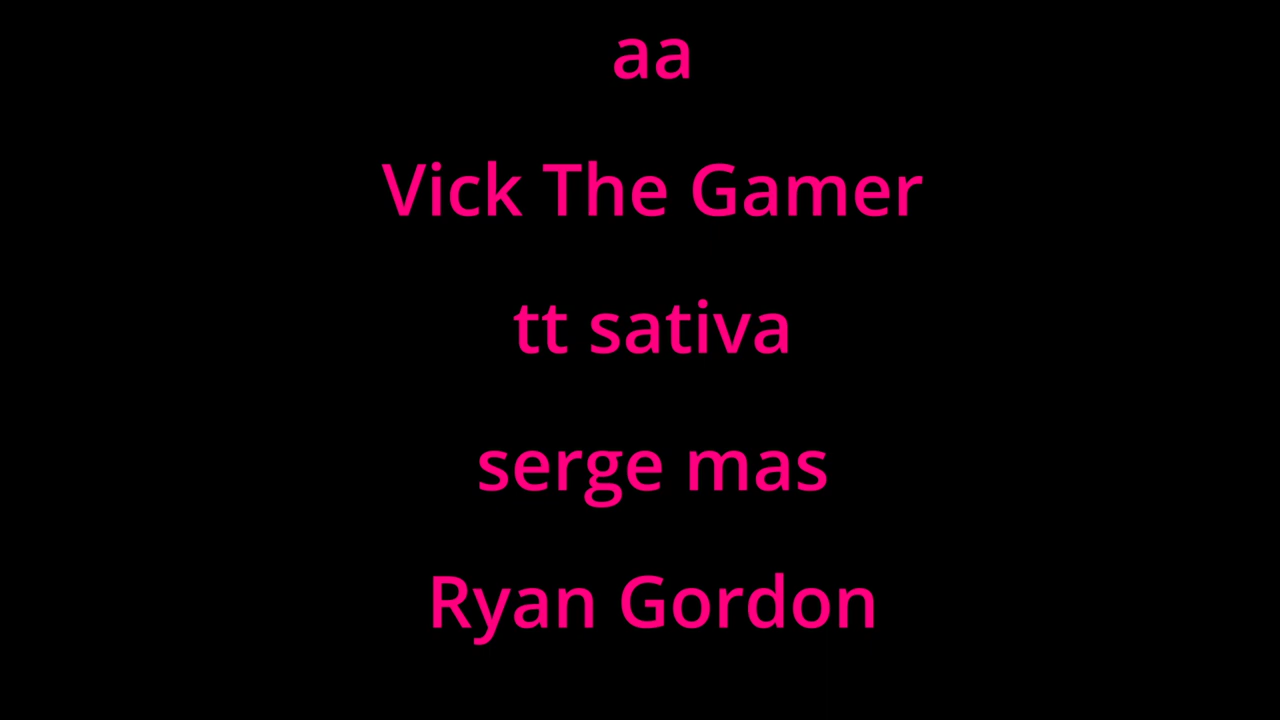 aa
Vick The Gamer
tt sativa
serge mas
Ryan Gordon